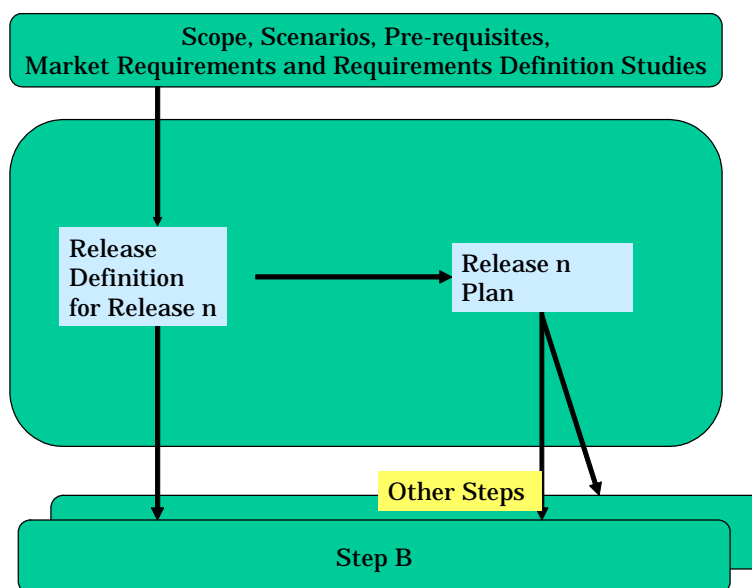 Scope, Scenarios, Pre-requisites,
Market Requirements and Requirements Definition Studies
Release
Definition
for Release n
Release n
Plan
Other Steps
Step B